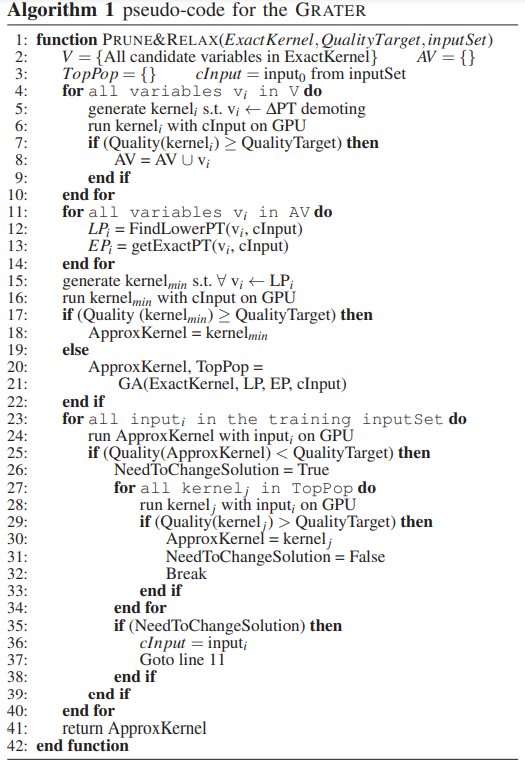 Algorithm 1 pseudo-code for the GRATER
1: function PRUNE&RELAX(ExactKernel,QualityTarget,inputSet)
2: V = {All candidate variables in ExactKernel} AV = {}
3: TopPop = {} cInput = input₀ from inputSet
4: for all variables vᵢ in V do
5: generate kernelᵢ s.t. vᵢ ← ΔPT demoting
6: run kernelᵢ with cInput on GPU
7: if (Quality(kernelᵢ) ≥ QualityTarget) then
8: AV = AV ∪ vᵢ
9: end if
10: end for
11: for all variables vᵢ in AV do
12: LPᵢ = FindLowerPT(vᵢ, cInput)
13: EPᵢ = getExactPT(vᵢ, cInput)
14: end for
15: generate kernelₘᵢₙ s.t. ∀ vᵢ ← LPᵢ
16: run kernelₘᵢₙ with cInput on GPU
17: if (Quality (kernelₘᵢₙ) ≥ QualityTarget) then
18: ApproxKernel = kernelₘᵢₙ
19: else
20: ApproxKernel, TopPop =
21: GA(ExactKernel, LP, EP, cInput)
22: end if
23: for all inputᵢ in the training inputSet do
24: run ApproxKernel with inputᵢ on GPU
25: if (Quality(ApproxKernel) < QualityTarget) then
26: NeedToChangeSolution = True
27: for all kernelⱼ in TopPop do
28: run kernelⱼ with inputᵢ on GPU
29: if (Quality(kernelⱼ) > QualityTarget) then
30: ApproxKernel = kernelⱼ
31: NeedToChangeSolution = False
32: Break
33: end if
34: end for
35: if (NeedToChangeSolution) then
36: cInput = inputᵢ
37: Goto line 11
38: end if
39: end if
40: end for
41: return ApproxKernel
42: end function